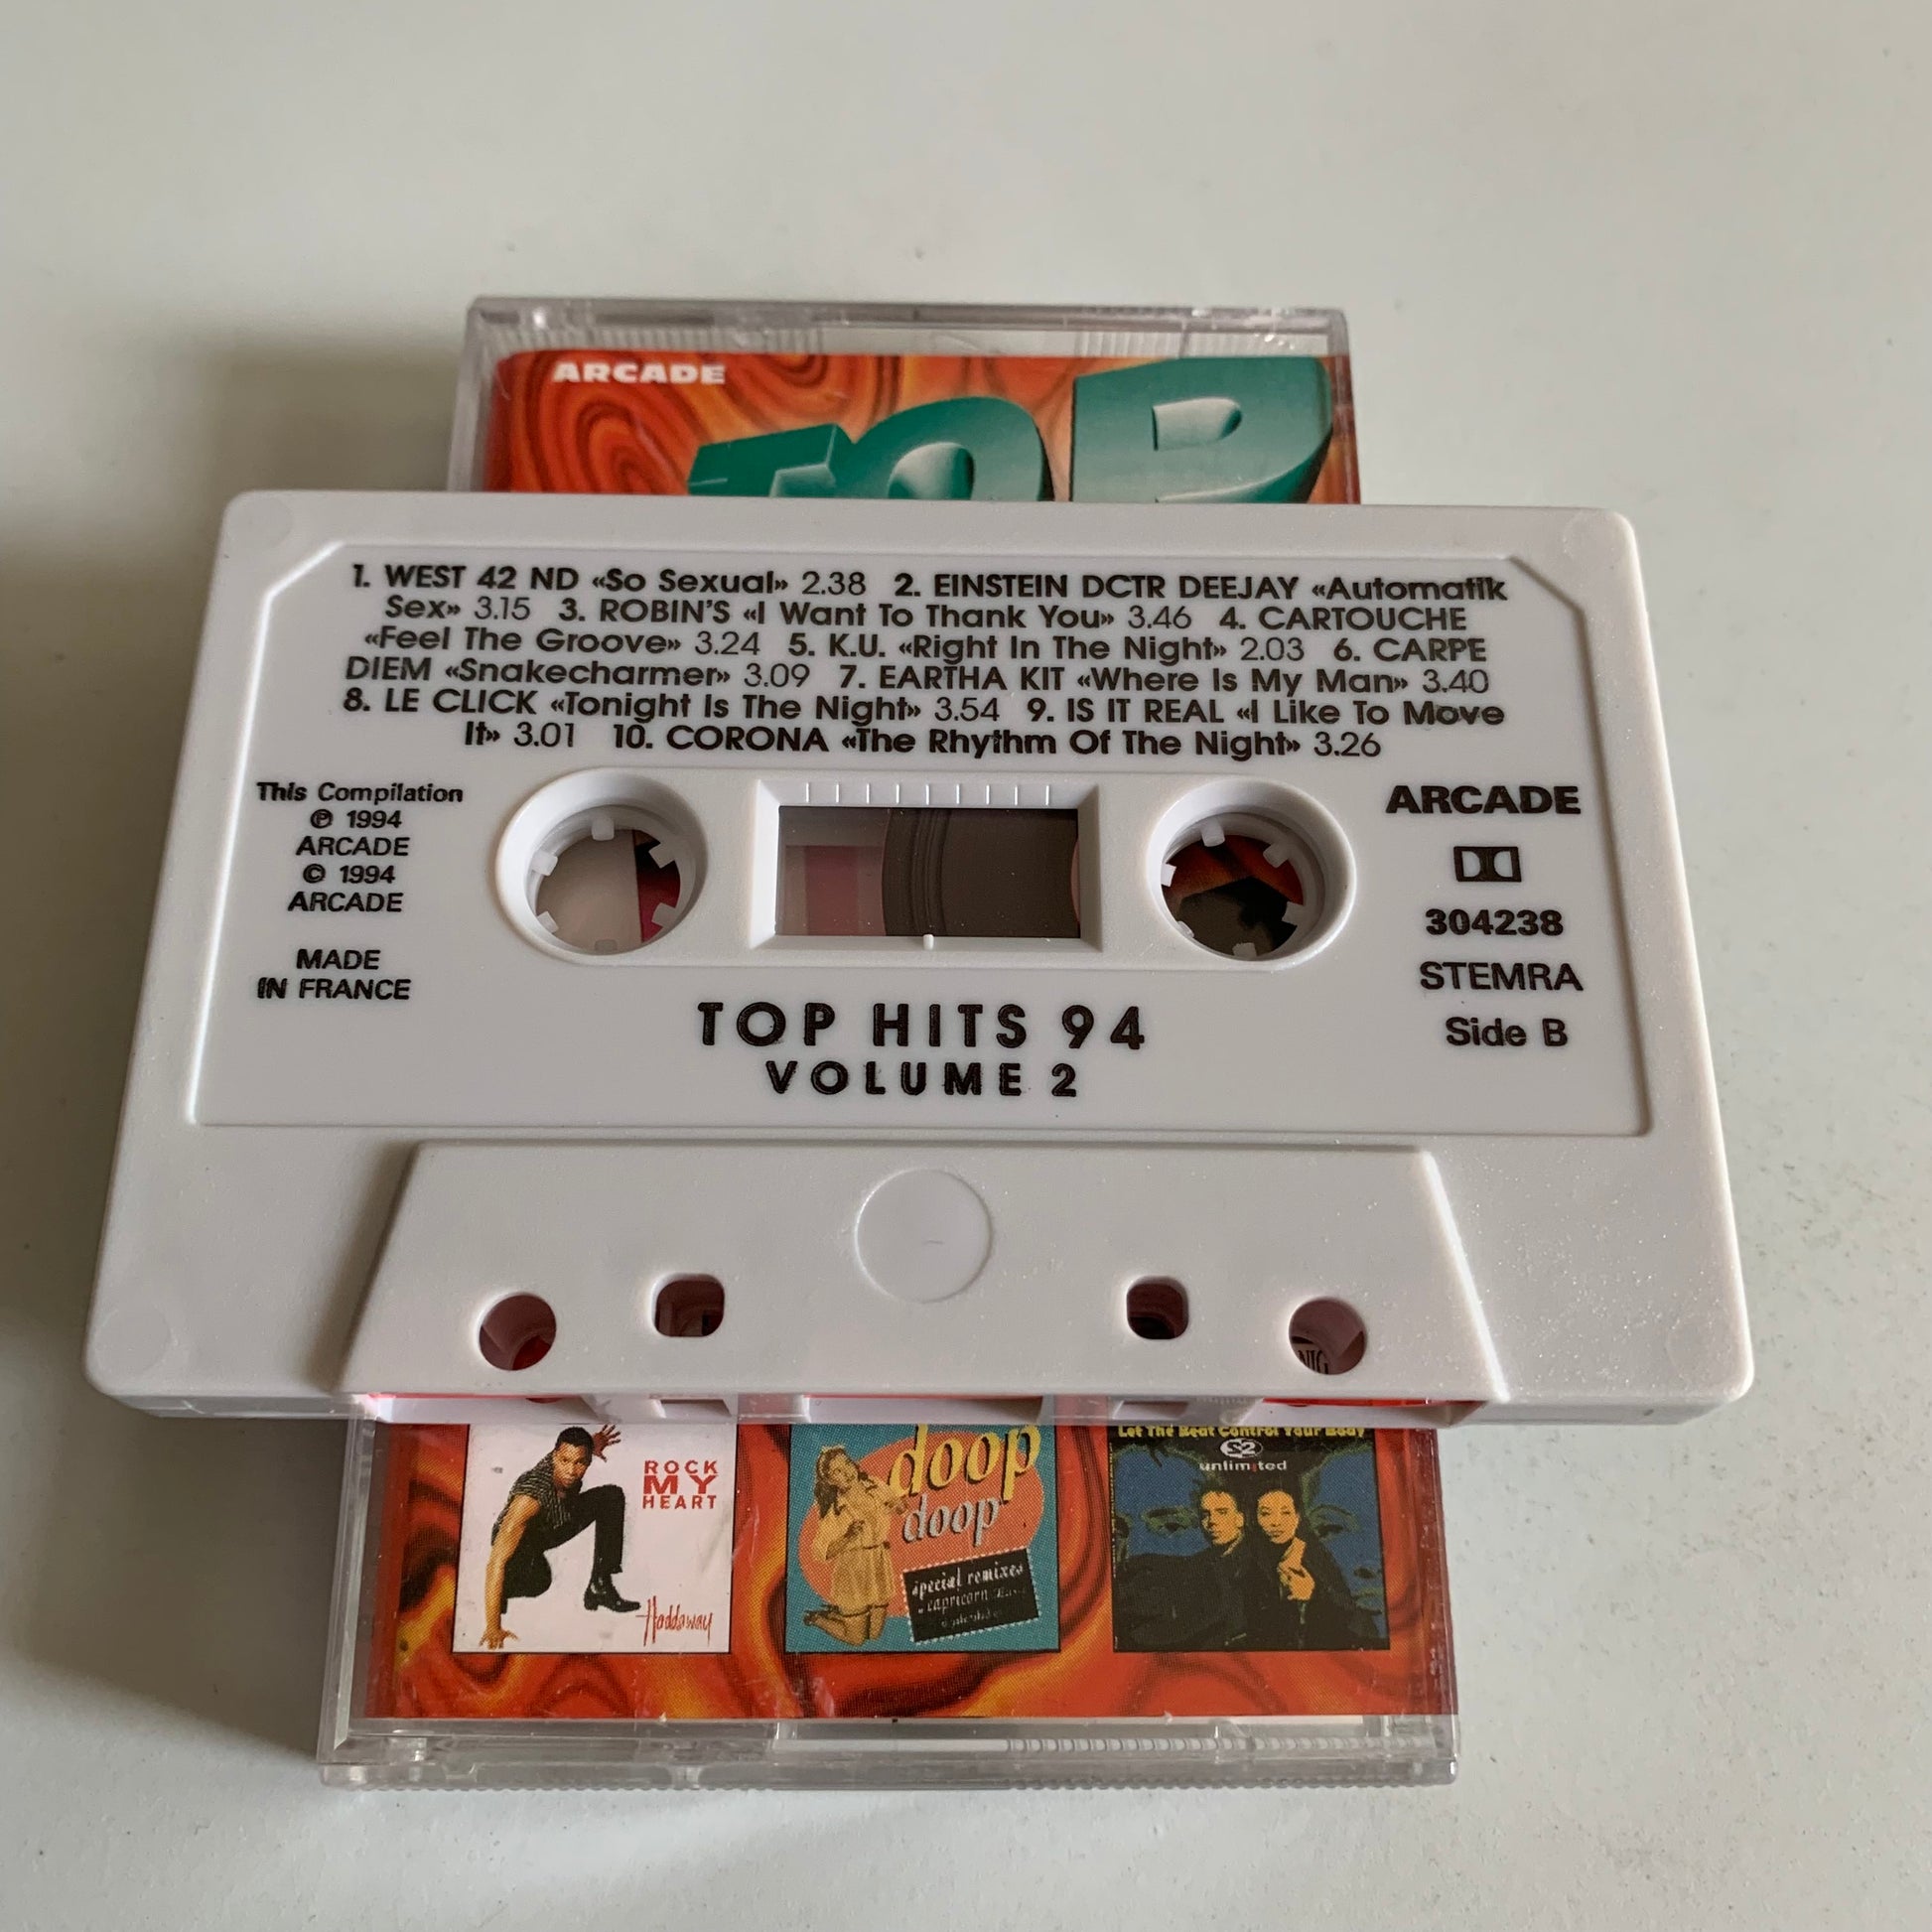 ARCADE
TOP
1. WEST 42 ND «So Sexual» 2.38 2. EINSTEIN DCTR DEEJAY «Automatik
Sex» 3.15 3. ROBIN'S «I Want To Thank You» 3.46 4. CARTOUCHE
«Feel The Groove» 3.24 5. K.U. «Right In The Night» 2.03 6. CARPE
DIEM «Snakecharmer» 3.09 7. EARTHA KIT «Where Is My Man» 3.40
8. LE CLICK «Tonight Is The Night» 3.54 9. IS IT REAL «I Like To Move
It» 3.01 10. CORONA «The Rhythm Of The Night» 3.26
This Compilation
℗ 1994
ARCADE
© 1994
ARCADE
MADE
IN FRANCE
ARCADE
304238
STEMRA
Side B
TOP HITS 94
VOLUME 2
ROCK
MY
HEART
Haddaway
doop
doop
special remixes
capricorn
Let The Beat Control Your Body
2
unlimited